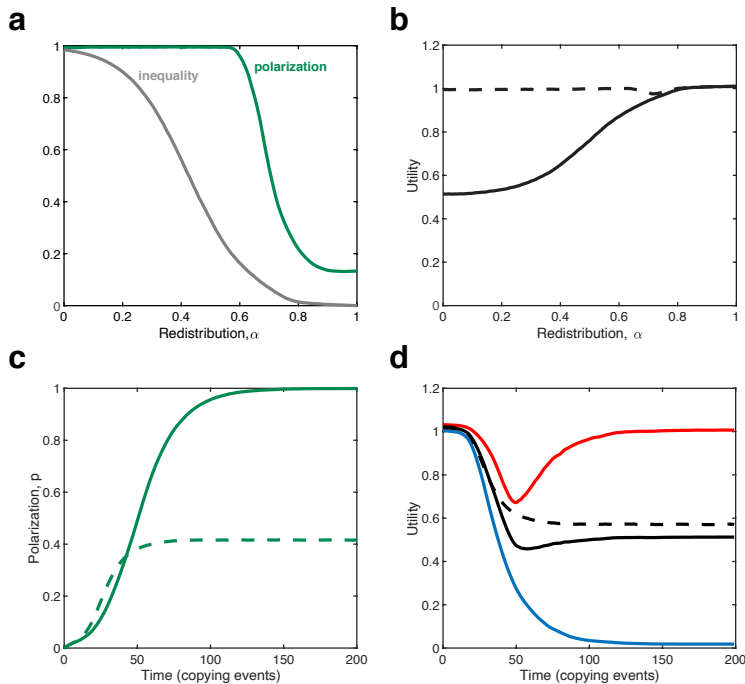 a
1
0.8
0.6
0.4
0.2
0
0 0.2 0.4 0.6 0.8 1
inequality
polarization
Redistribution,α
b
1.2
1
0.8
0.6
0.4
0.2
0
0 0.2 0.4 0.6 0.8 1
Utility
Redistribution, α
c
1
0.8
0.6
0.4
0.2
0
0 50 100 150 200
Polarization, p
Time (copying events)
d
1.2
1
0.8
0.6
0.4
0.2
0
0 50 100 150 200
Utility
Time (copying events)